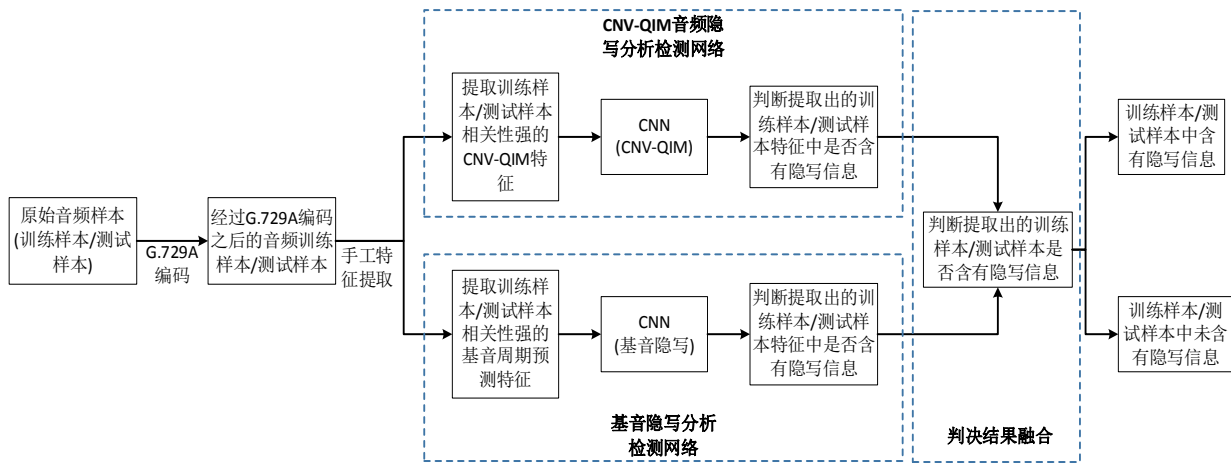 原始音频样本
(训练样本/测试
样本)
G.729A
编码
经过G.729A编码
之后的音频训练
样本/测试样本
手工特
征提取
CNV-QIM音频隐
写分析检测网络
提取训练样
本/测试样本
相关性强的
CNV-QIM特
征
CNN
(CNV-QIM)
判断提取出的训
练样本/测试样
本特征中是否含
有隐写信息
提取训练样
本/测试样本
相关性强的
基音周期预
测特征
CNN
(基音隐写)
判断提取出的训
练样本/测试样
本特征中是否含
有隐写信息
基音隐写分析
检测网络
判断提取出的训练
样本/测试样本是
否含有隐写信息
判决结果融合
训练样本/测
试样本中含
有隐写信息
训练样本/测
试样本中未含
有隐写信息